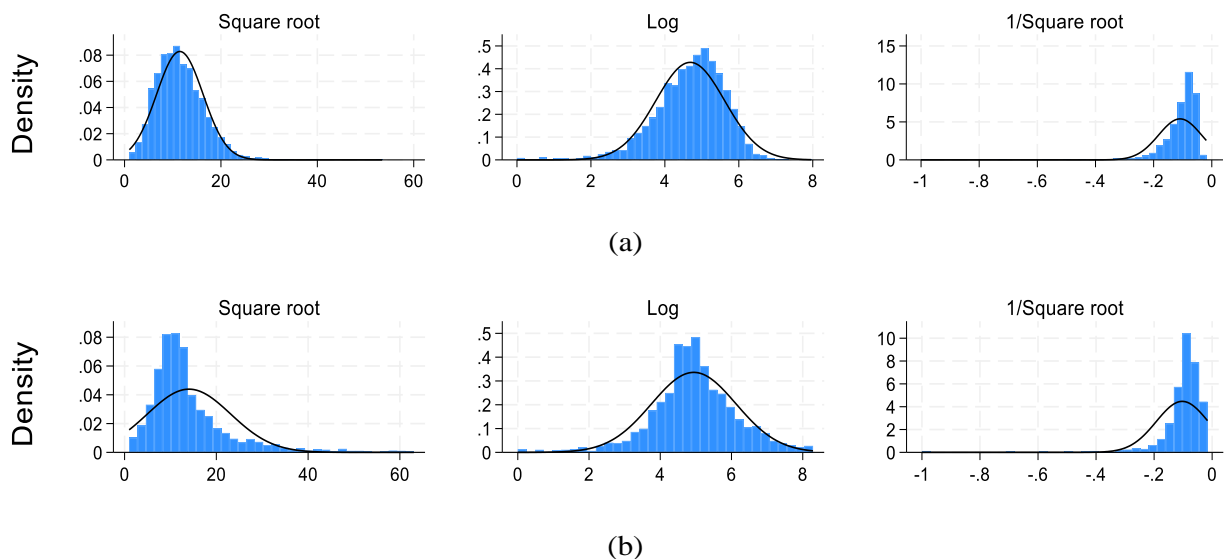 Square root
Log
1/Square root
Density
.08
.06
.04
.02
0
0 20 40 60
.5
.4
.3
.2
.1
0
0 2 4 6 8
15
10
5
0
-1 -.8 -.6 -.4 -.2 0
(a)
Square root
Log
1/Square root
Density
.08
.06
.04
.02
0
0 20 40 60
.5
.4
.3
.2
.1
0
0 2 4 6 8
10
8
6
4
2
0
-1 -.8 -.6 -.4 -.2 0
(b)